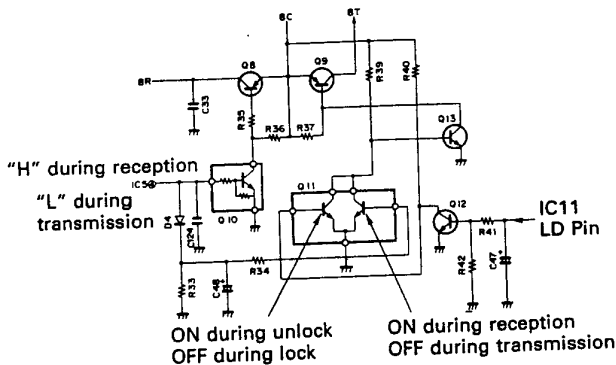 8C
8T
Q8
Q9
8R
C33
R35
R36
R37
R39
R40
Q13
"H" during reception
IC5④
"L" during
transmission
Q10
Q11
Q12
D4
C124
R34
R41
IC11
LD Pin
R33
C48
+
R42
C47
+
ON during unlock
OFF during lock
ON during reception
OFF during transmission